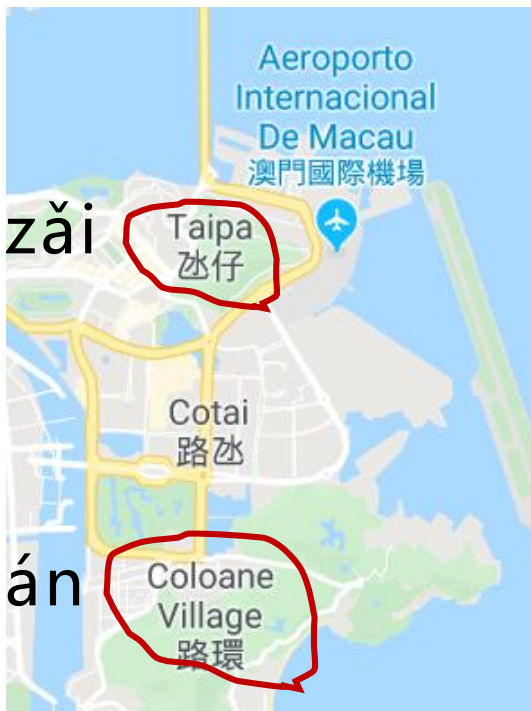 Aeroporto
Internacional
De Macau
澳門國際機場
zǎi
Taipa
氹仔
Cotai
路氹
án
Coloane
Village
路環